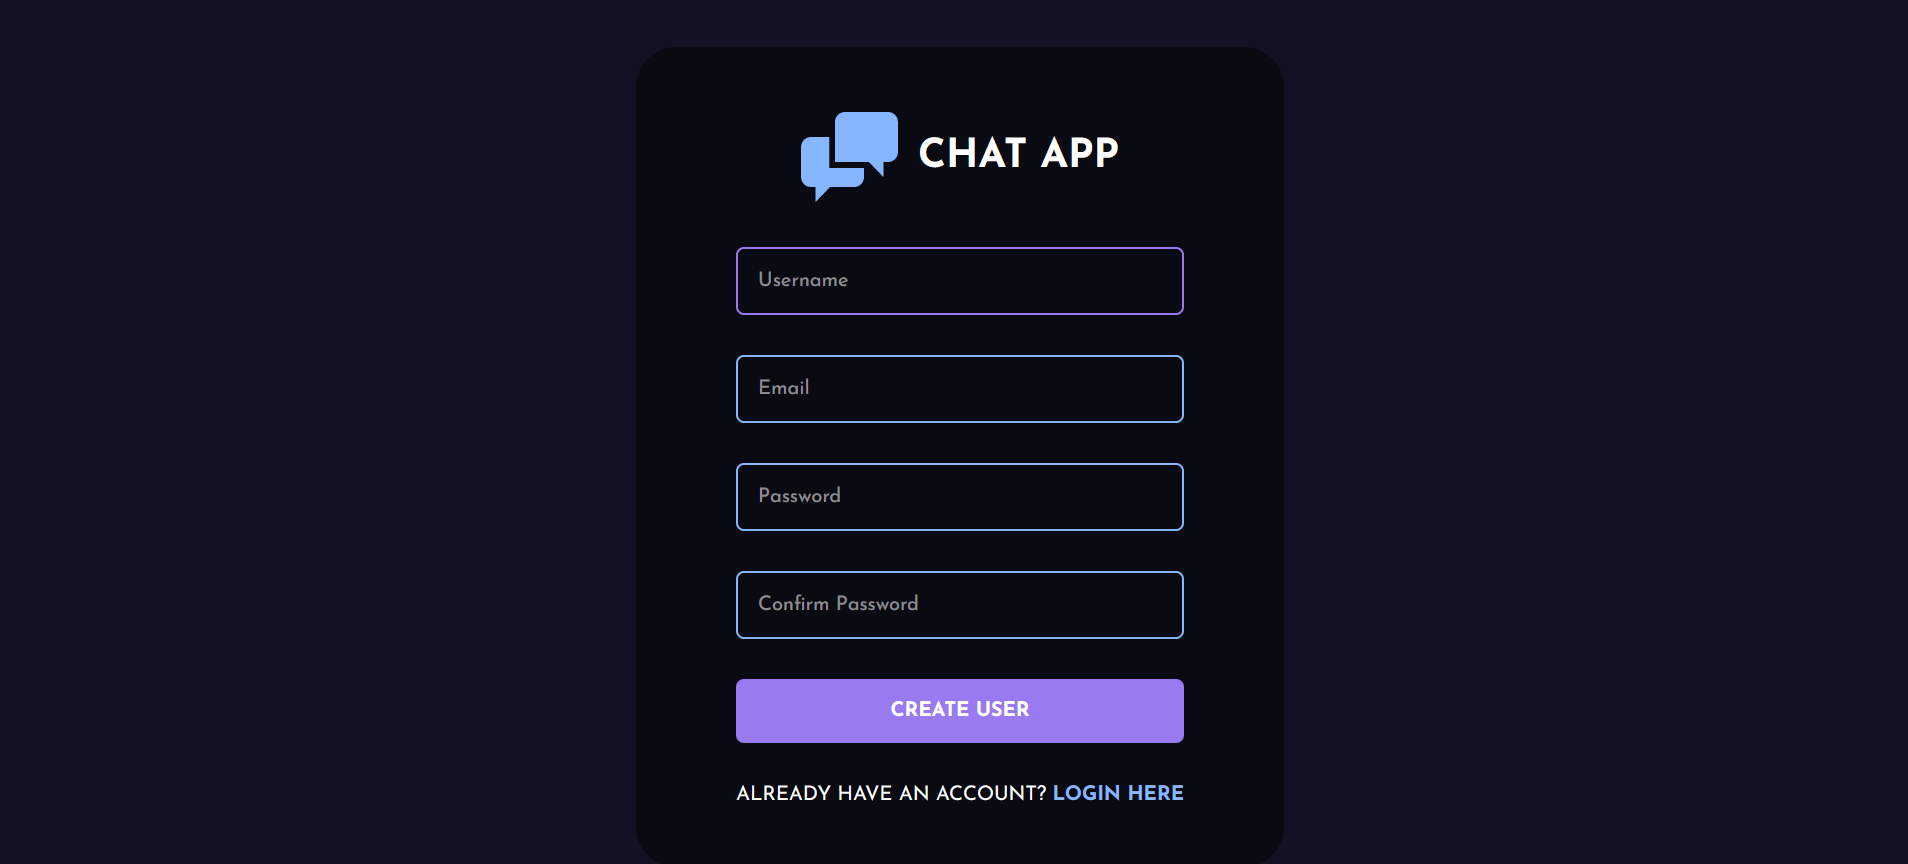 CHAT APP
Username
Email
Password
Confirm Password
CREATE USER
ALREADY HAVE AN ACCOUNT? LOGIN HERE